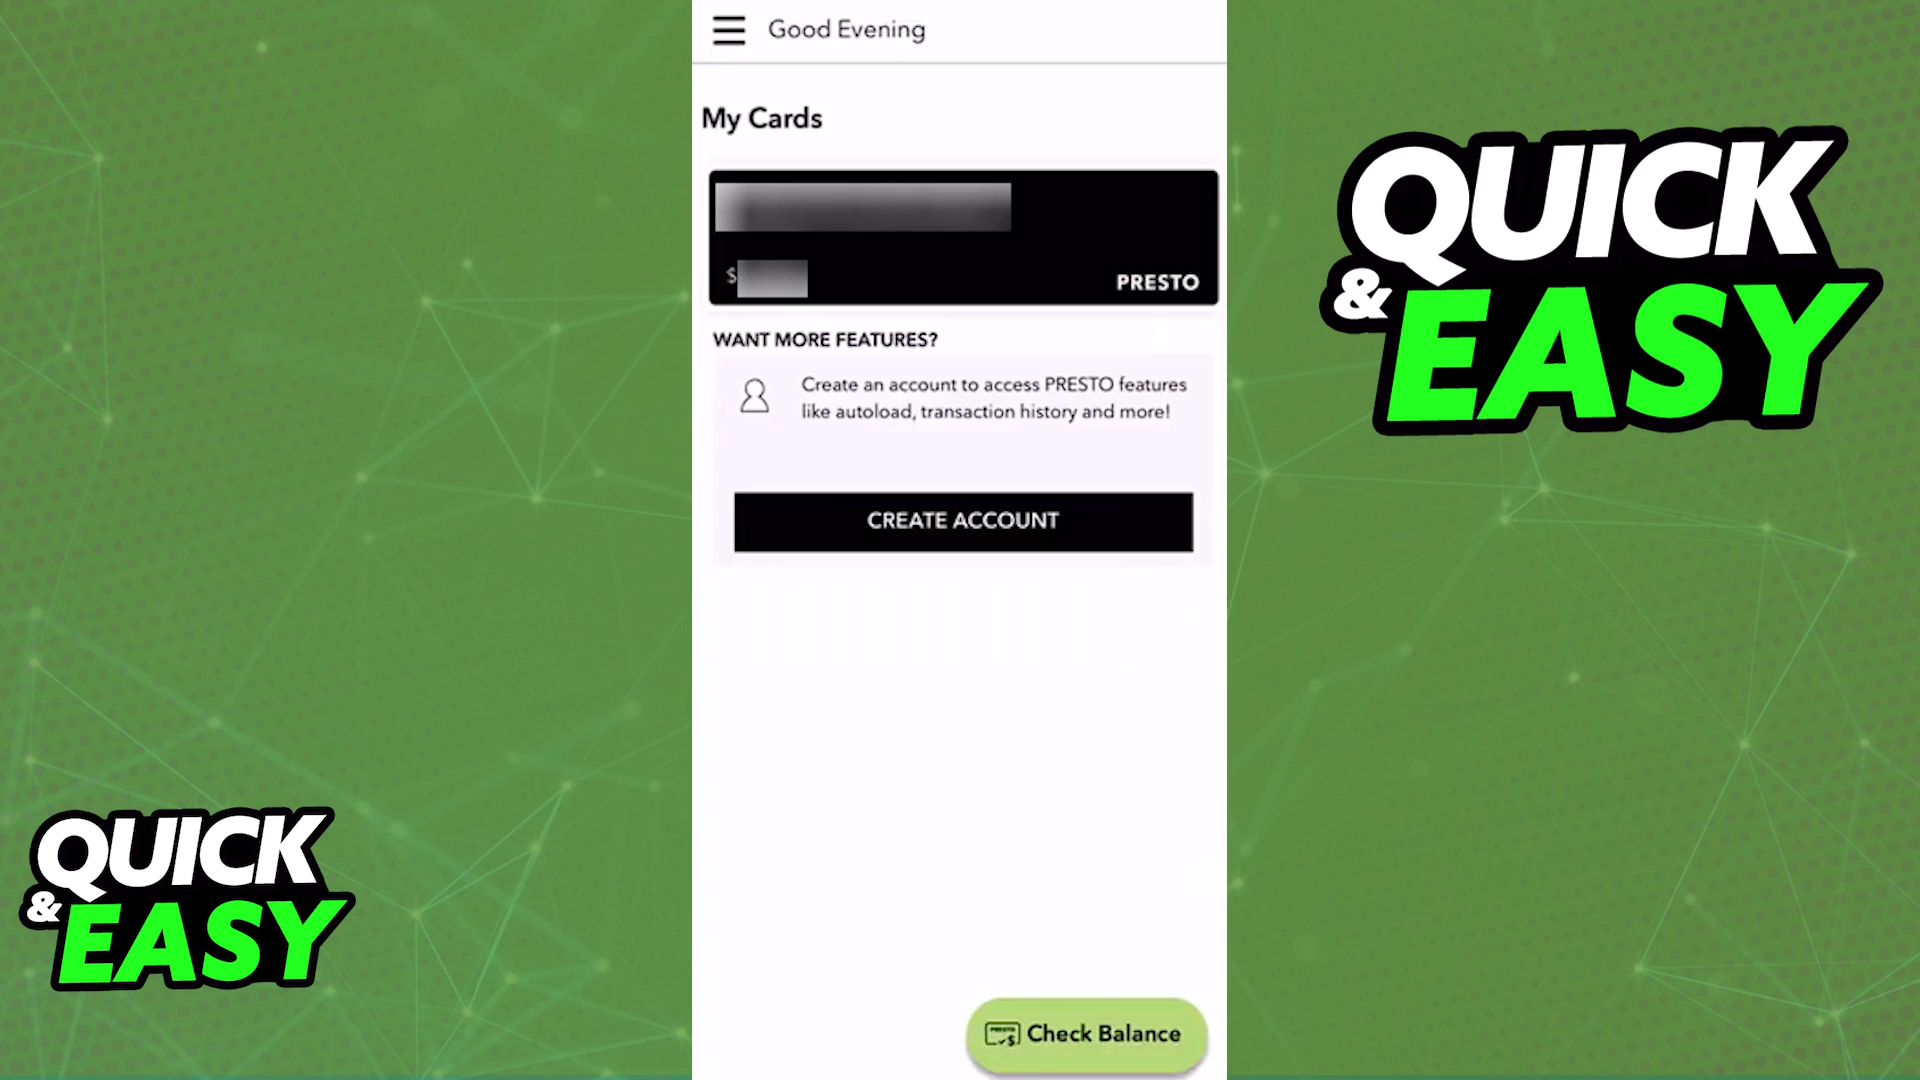 Good Evening
My Cards
$
PRESTO
WANT MORE FEATURES?
Create an account to access PRESTO features
like autoload, transaction history and more!
CREATE ACCOUNT
Check Balance
QUICK
& EASY
QUICK
& EASY